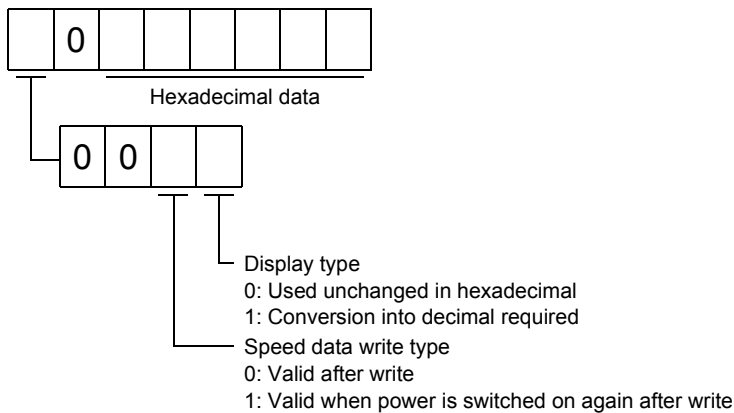 0
Hexadecimal data
0 0
Display type
0: Used unchanged in hexadecimal
1: Conversion into decimal required
Speed data write type
0: Valid after write
1: Valid when power is switched on again after write